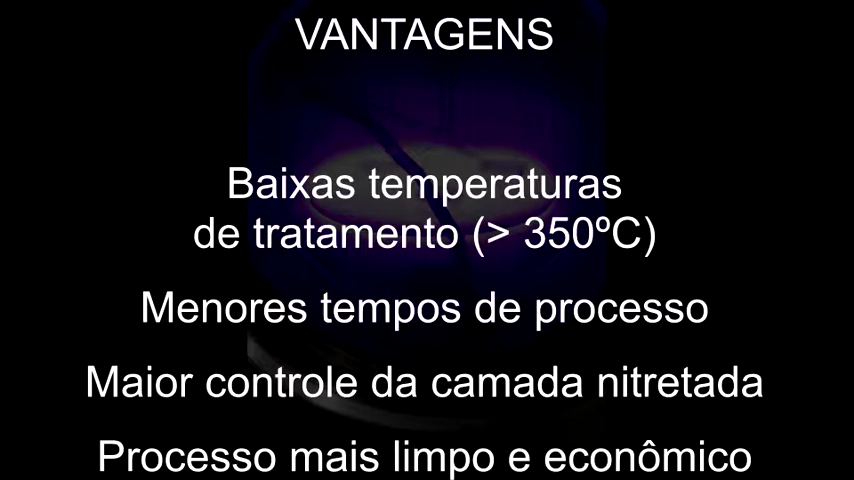 VANTAGENS
Baixas temperaturas
de tratamento (> 350ºC)
Menores tempos de processo
Maior controle da camada nitretada
Processo mais limpo e econômico